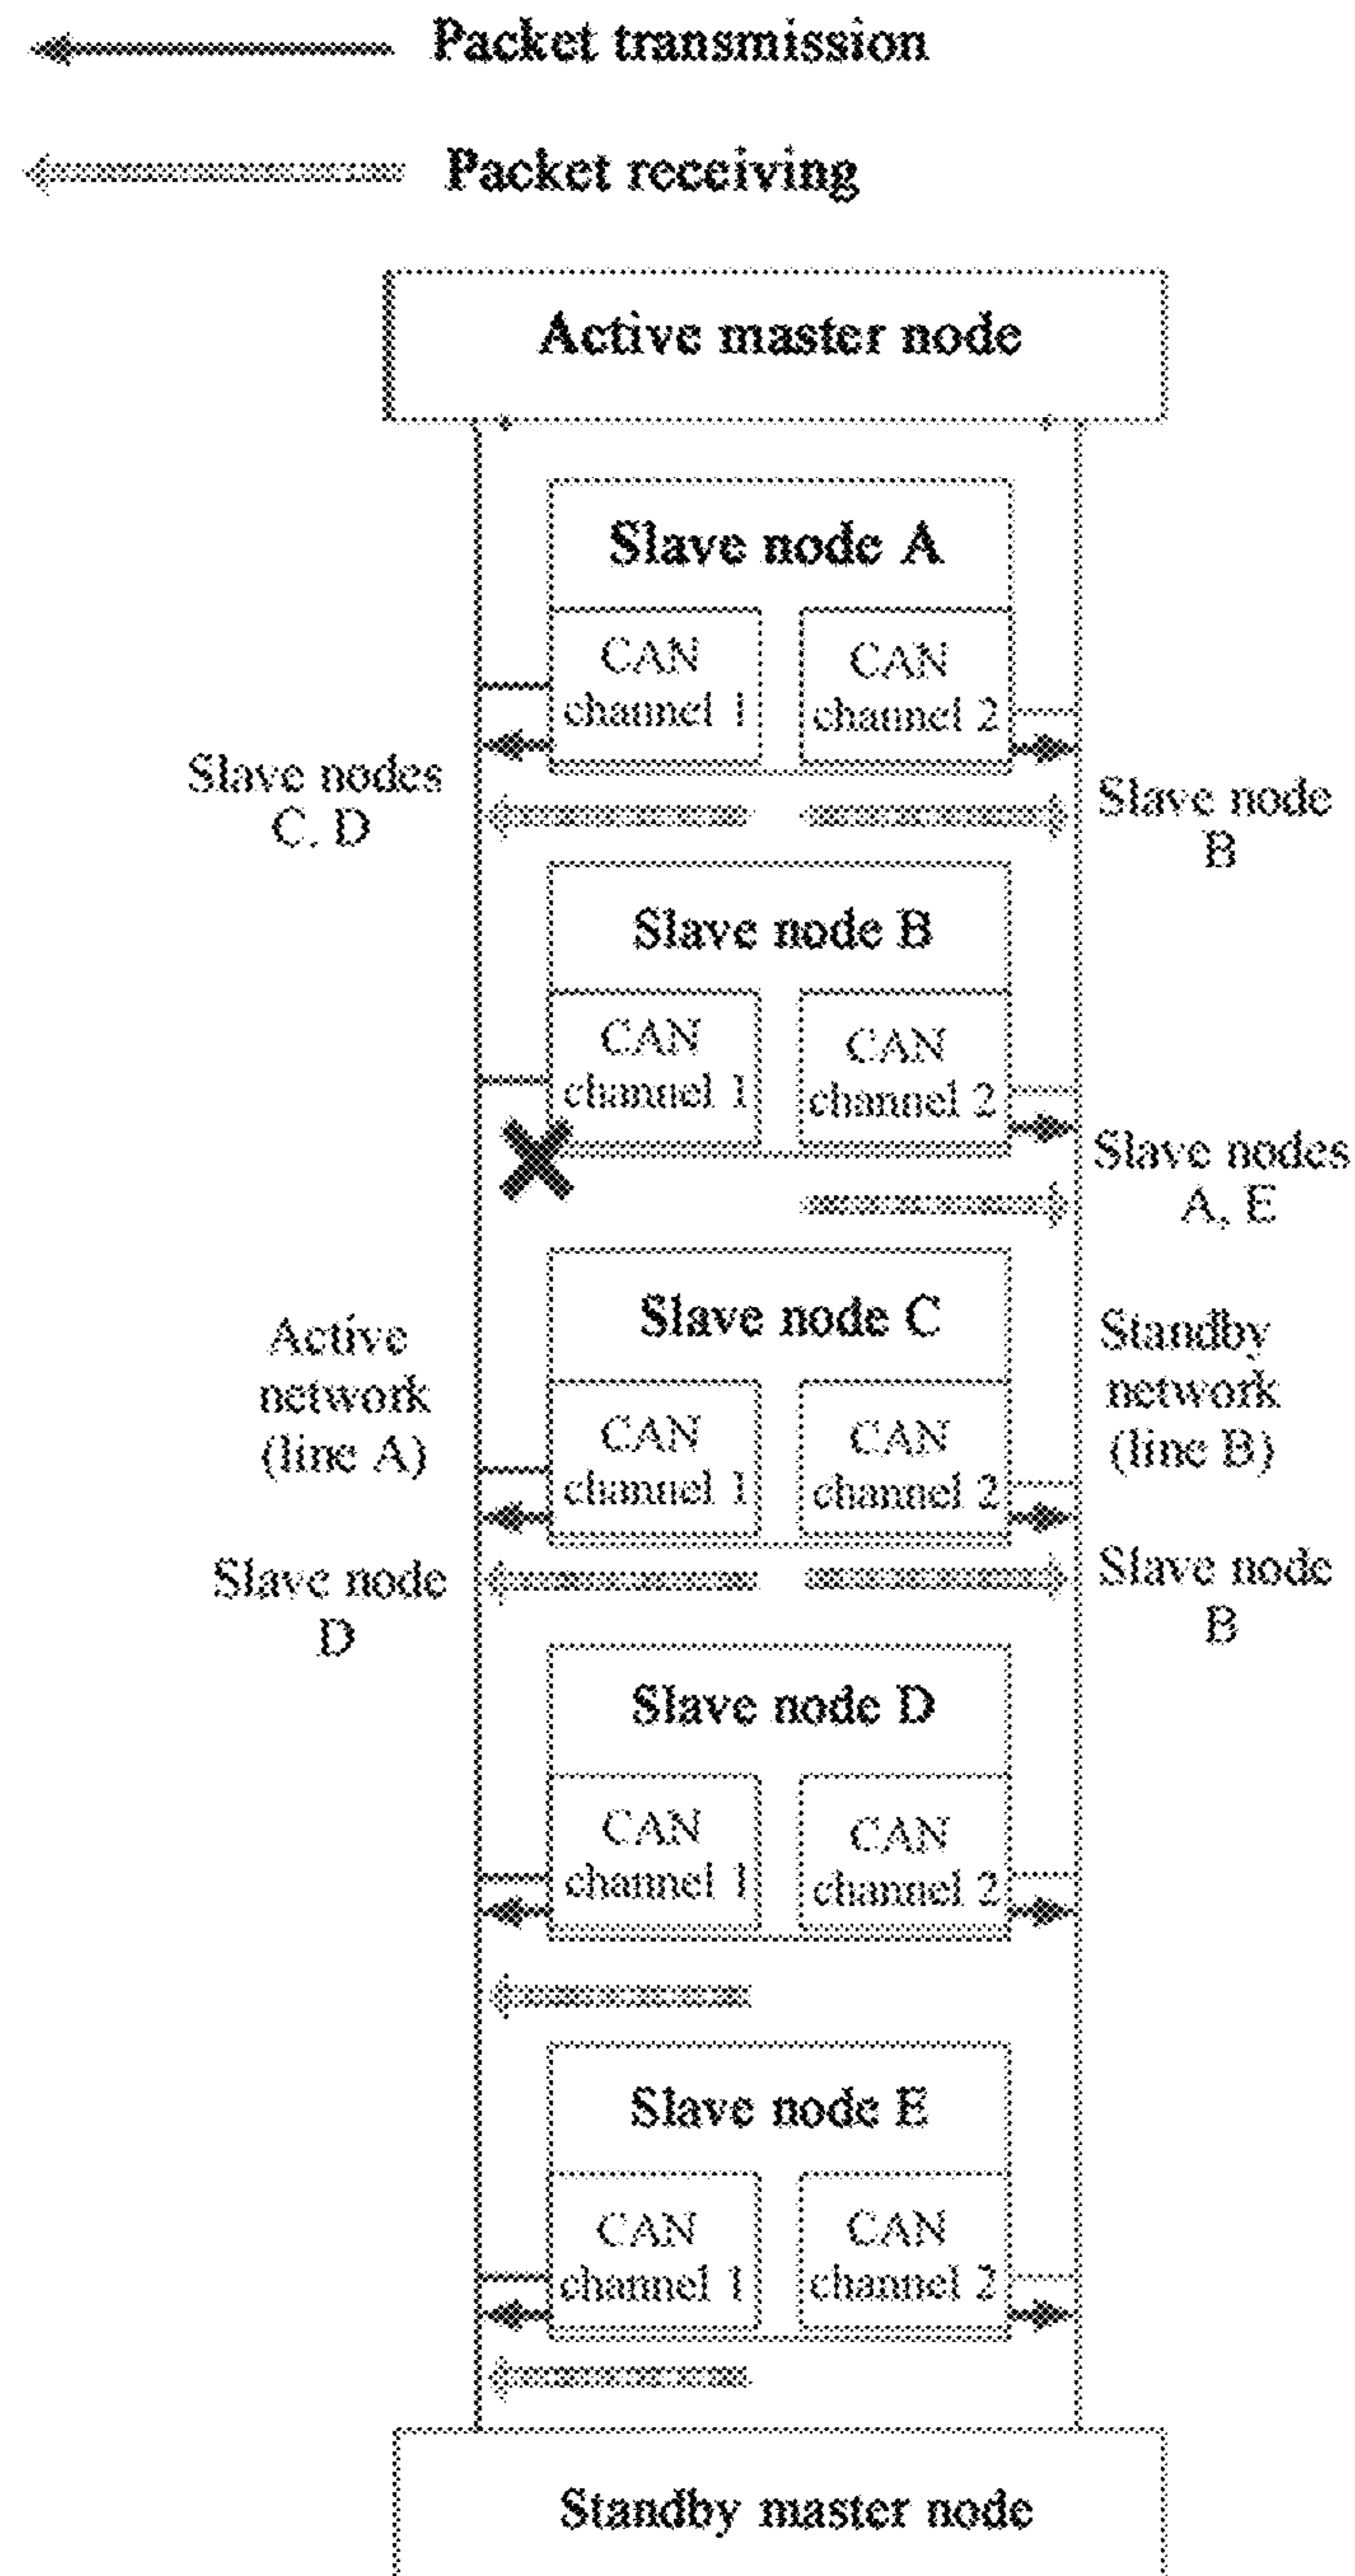 Packet transmission
Packet receiving
Active master node
Slave node A
CAN
channel 1
CAN
channel 2
Slave nodes
C, D
Slave node
B
Slave node B
CAN
channel 1
CAN
channel 2
Slave nodes
A, E
Slave node C
Active
network
(line A)
CAN
channel 1
CAN
channel 2
Standby
network
(line B)
Slave node
D
Slave node
B
Slave node D
CAN
channel 1
CAN
channel 2
Slave node E
CAN
channel 1
CAN
channel 2
Standby master node